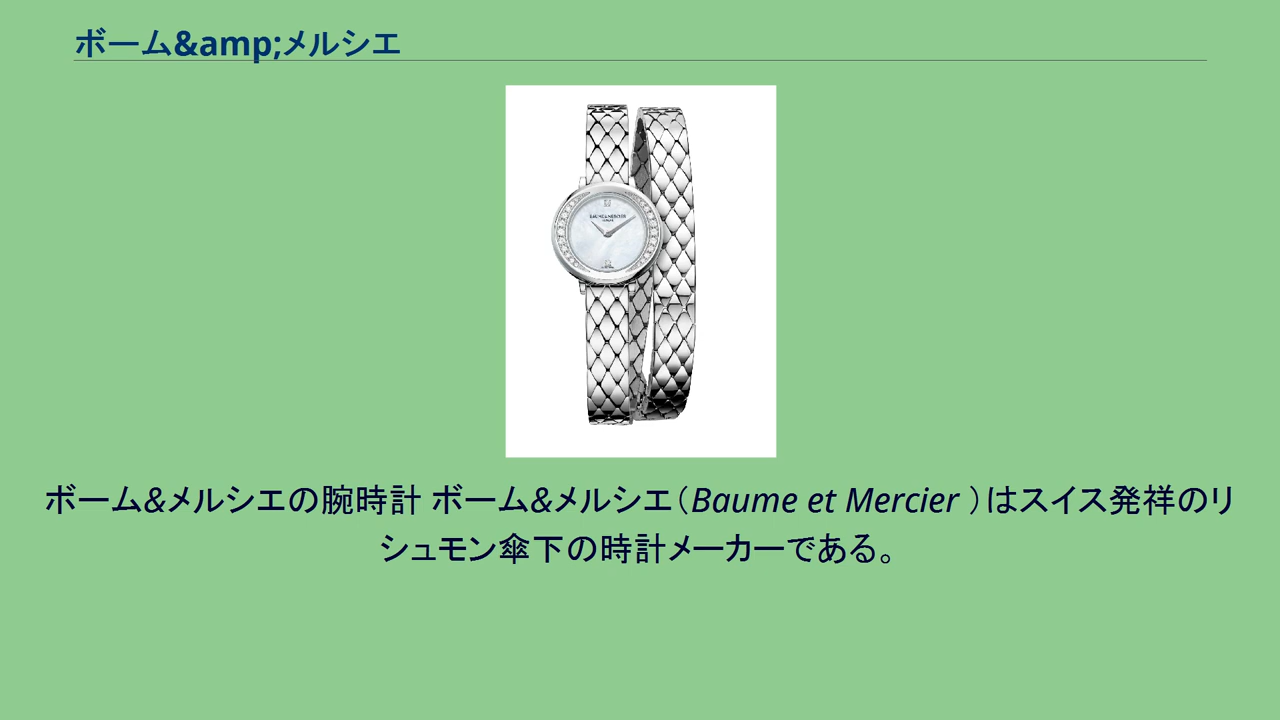 ボーム&amp;メルシエ
BAUME & MERCIER
ボーム&メルシエの腕時計 ボーム&メルシエ（Baume et Mercier ）はスイス発祥のリ
シュモン傘下の時計メーカーである。